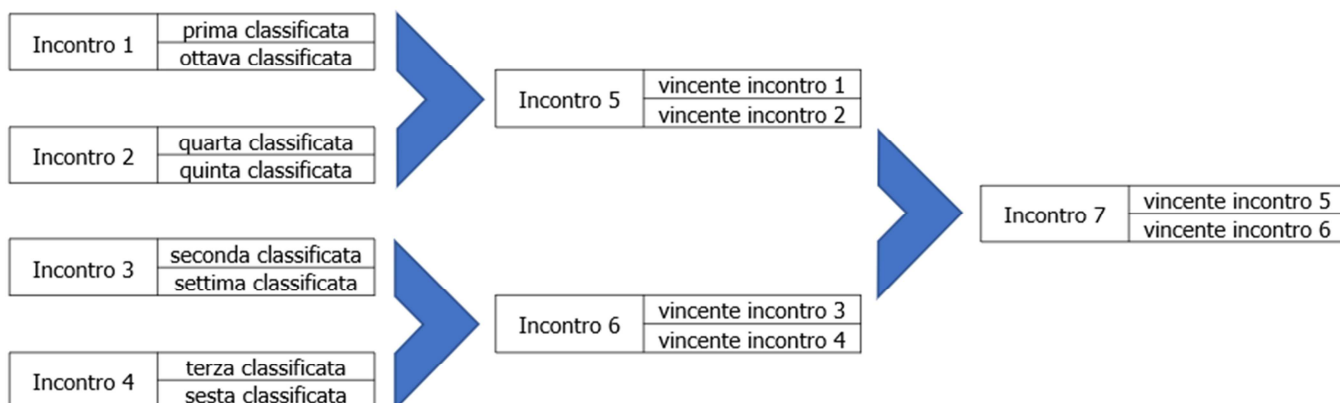 Incontro 1
prima classificata
ottava classificata
Incontro 2
quarta classificata
quinta classificata
Incontro 3
seconda classificata
settima classificata
Incontro 4
terza classificata
sesta classificata
Incontro 5
vincente incontro 1
vincente incontro 2
Incontro 6
vincente incontro 3
vincente incontro 4
Incontro 7
vincente incontro 5
vincente incontro 6